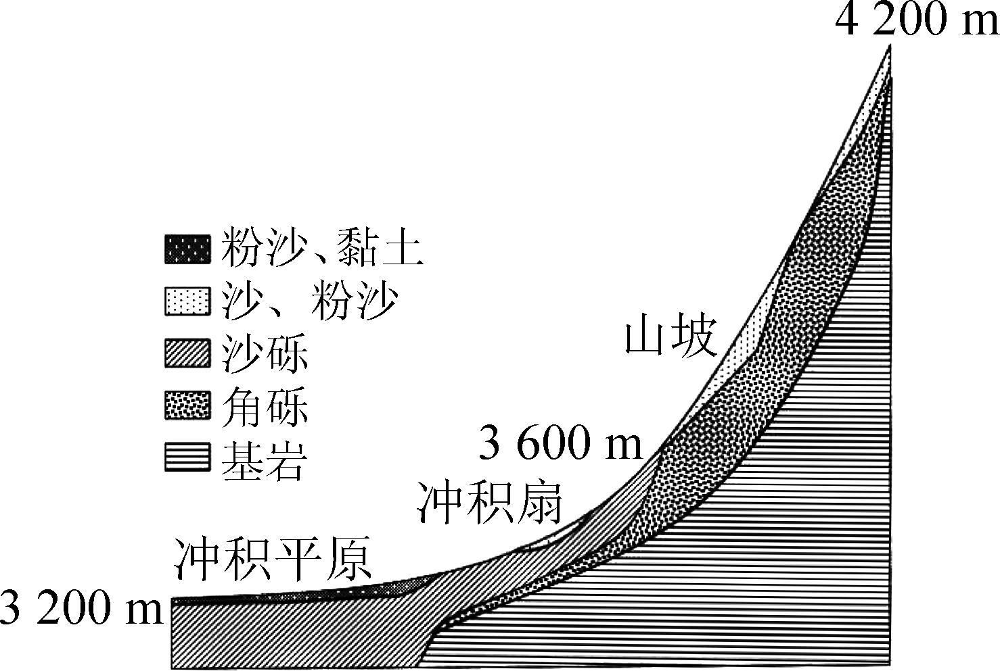 4 200 m
粉沙、黏土
沙、粉沙
沙砾
角砾
基岩
山坡
3 600 m
冲积扇
冲积平原
3 200 m